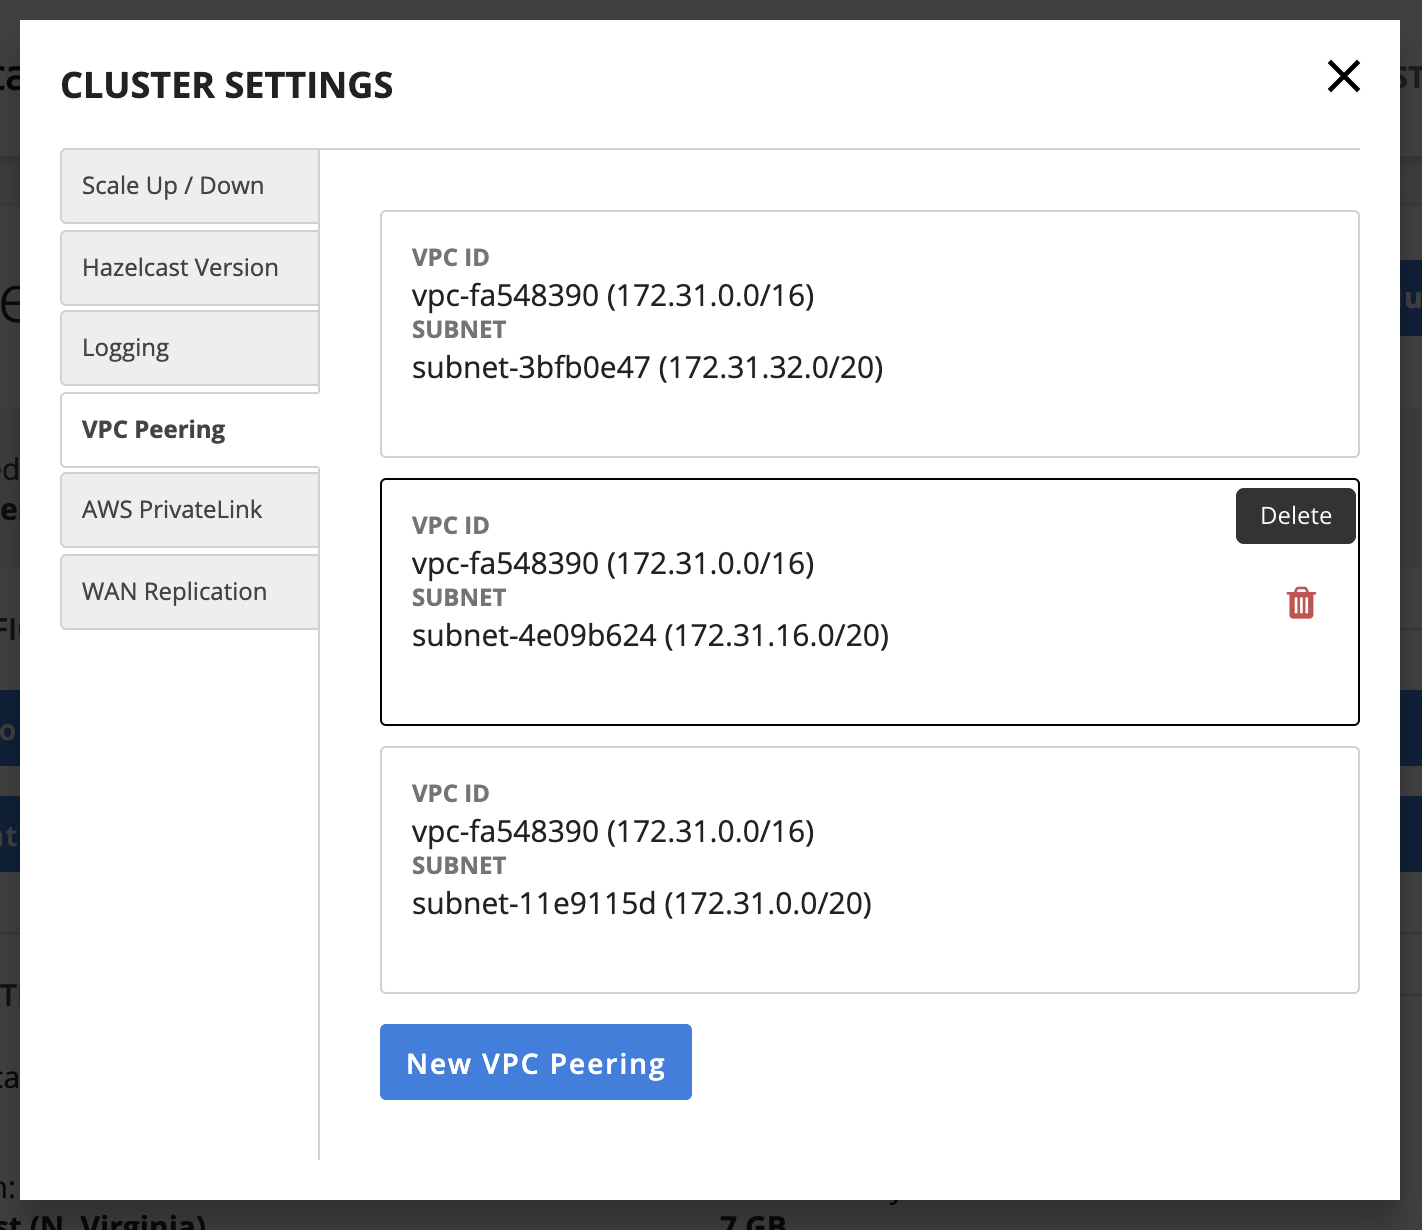 CLUSTER SETTINGS
Scale Up / Down
Hazelcast Version
Logging
VPC Peering
AWS PrivateLink
WAN Replication
VPC ID
vpc-fa548390 (172.31.0.0/16)
SUBNET
subnet-3bfb0e47 (172.31.32.0/20)
Delete
VPC ID
vpc-fa548390 (172.31.0.0/16)
SUBNET
subnet-4e09b624 (172.31.16.0/20)
VPC ID
vpc-fa548390 (172.31.0.0/16)
SUBNET
subnet-11e9115d (172.31.0.0/20)
New VPC Peering
(N. Virginia)
7 GB